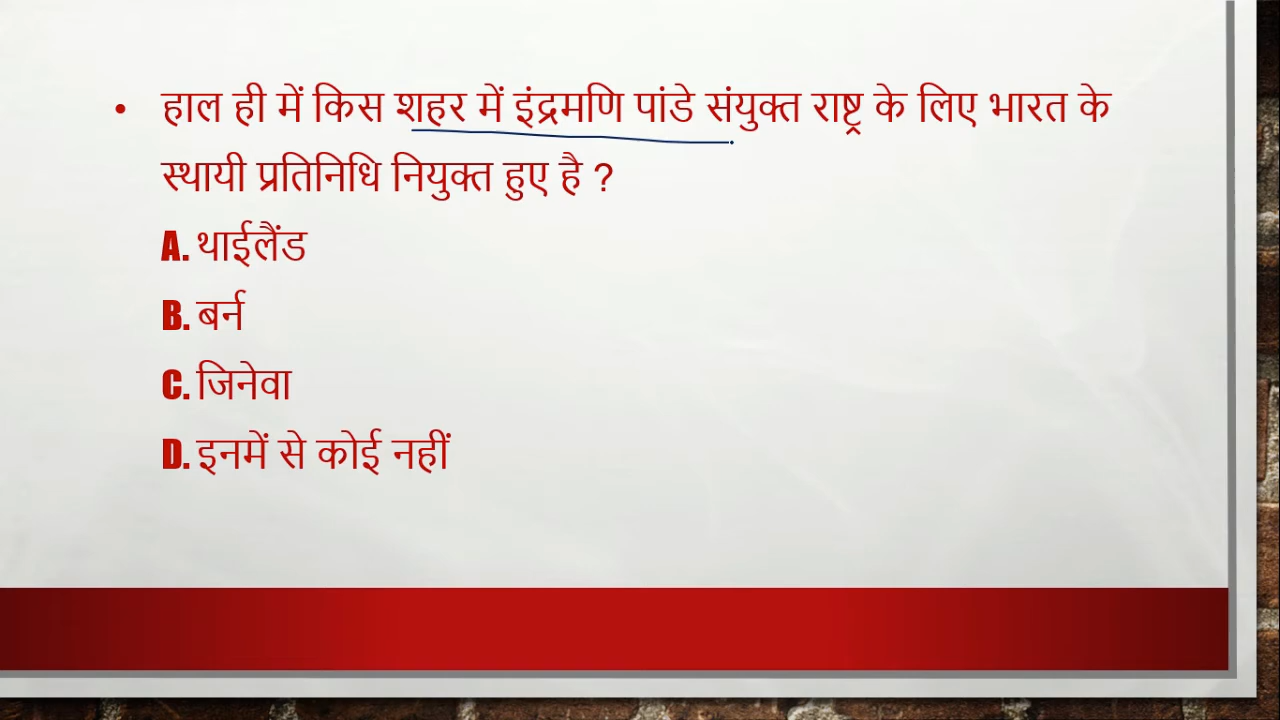 • हाल ही में किस शहर में इंद्रमणि पांडे संयुक्त राष्ट्र के लिए भारत के
स्थायी प्रतिनिधि नियुक्त हुए है ?
A. थाईलैंड
B. बर्न
C. जिनेवा
D. इनमें से कोई नहीं